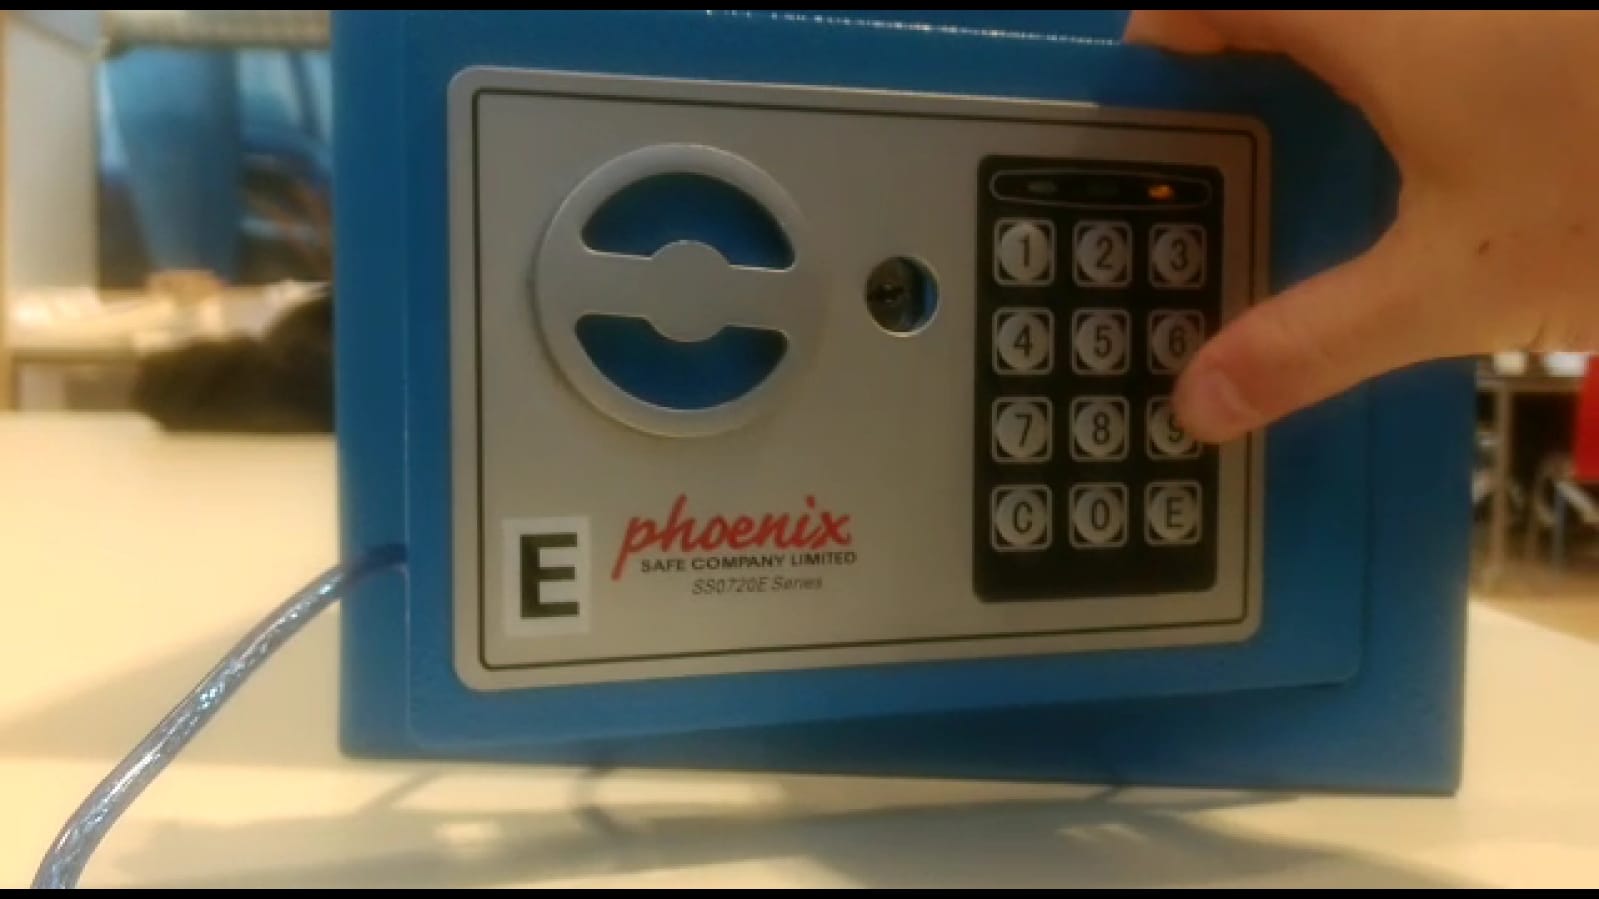 1 2 3
4 5 6
7 8 9
C 0 E
E
phoenix
SAFE COMPANY LIMITED
SS0720E Series